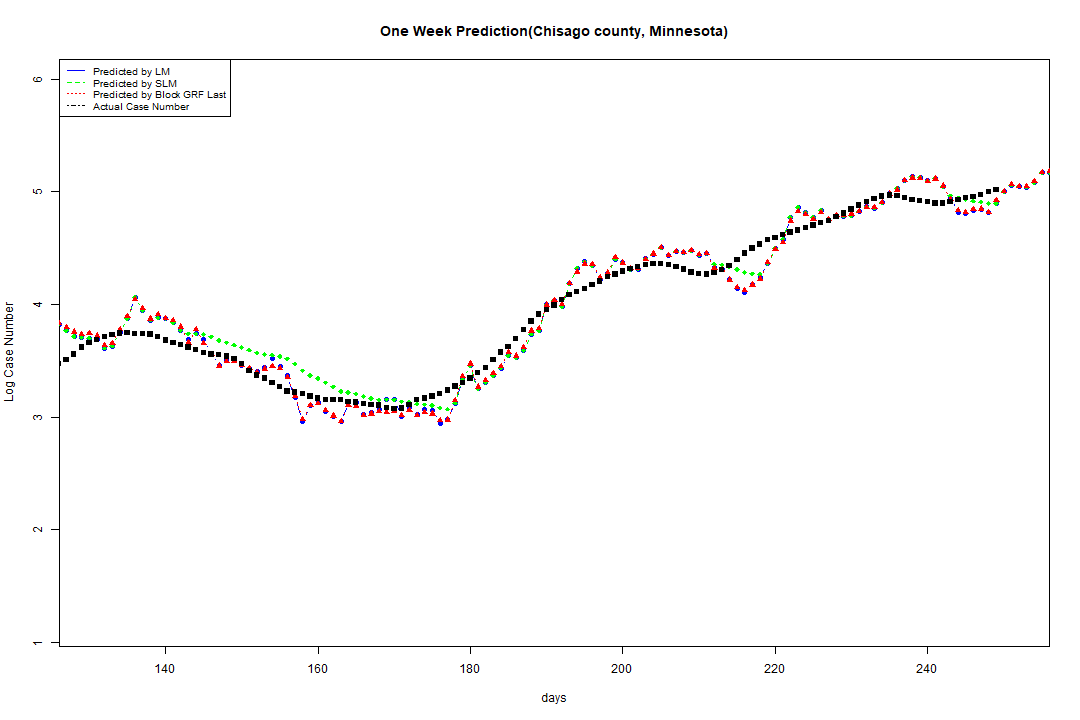 One Week Prediction(Chisago county, Minnesota)
Predicted by LM
Predicted by SLM
Predicted by Block GRF Last
Actual Case Number
6
5
4
3
2
1
Log Case Number
140 160 180 200 220 240
days